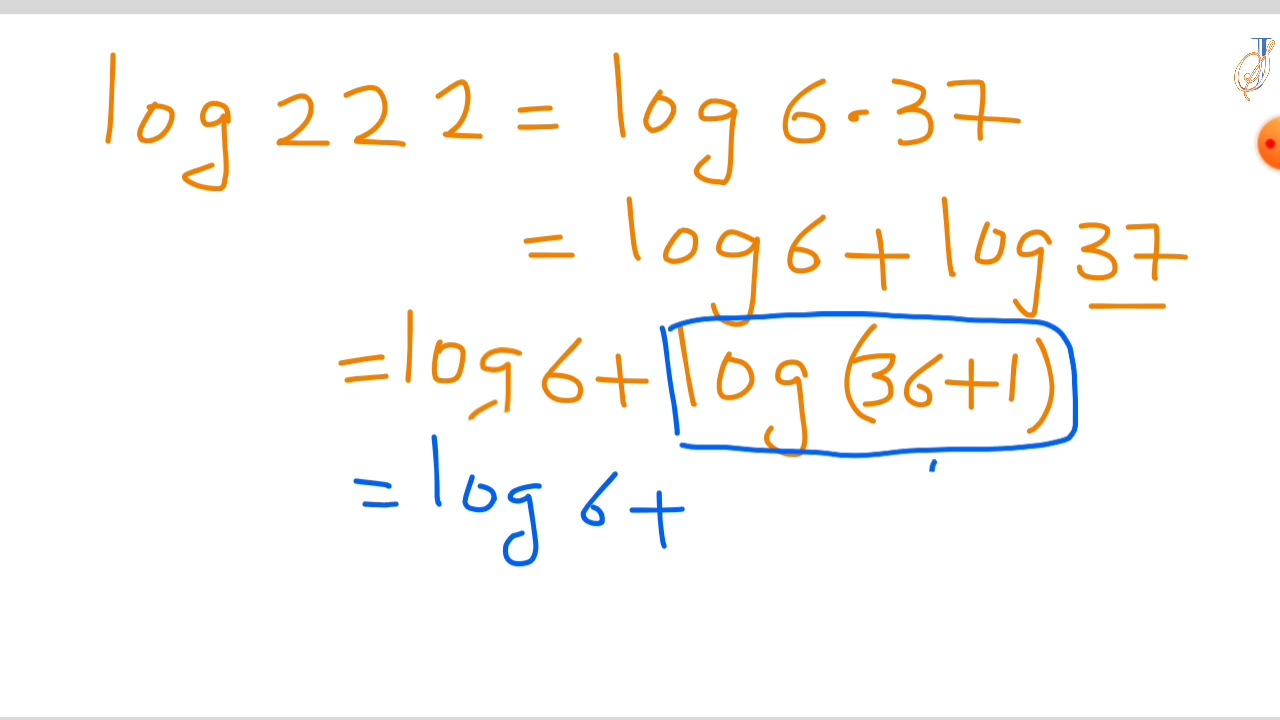 log 222 = log 6·37
= log 6 + log 37
= log 6 + log (36+1)
= log 6 +